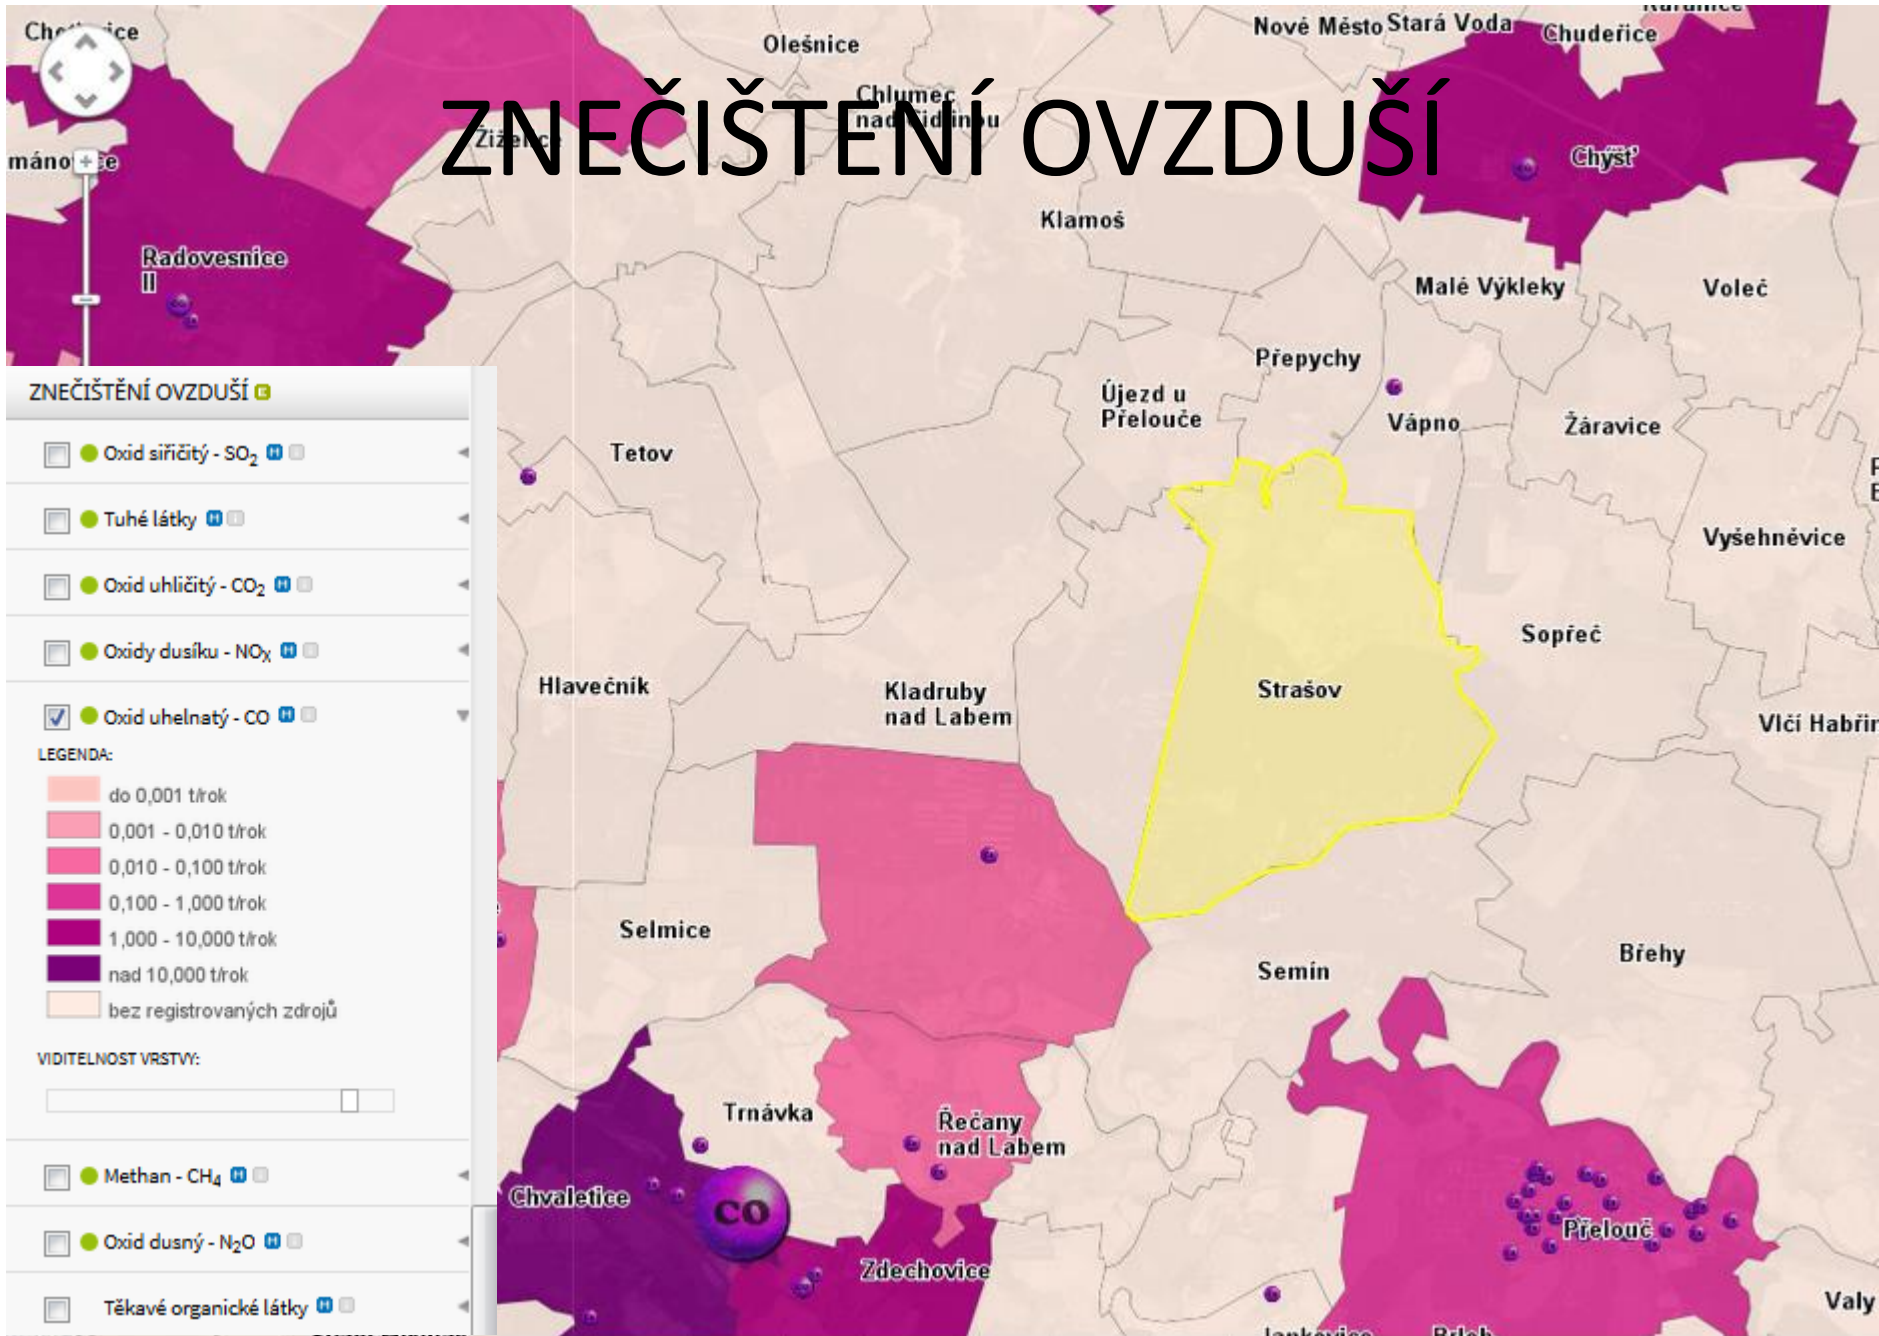 Nové Město
Stará Voda
Chudeřice
Olešnice
Chlumec
ZNEČIŠTENÍ OVZDUŠÍ
Chýšť
Klamoš
Radovesnice
II
Malé Výkleky
Voleč
Přepychy
Újezd u
Přelouče
Vápno
Žáravice
Tetov
Vyšehněvice
Sopřeč
Hlavečník
Kladruby
nad Labem
Strašov
Vlčí Habřin
Selmice
Semín
Břehy
Trnávka
Řečany
nad Labem
Chvaletice
CO
Přelouč
Zdechovice
Valy
ZNEČIŠTĚNÍ OVZDUŠÍ
Oxid siřičitý - SO2
Tuhé látky
Oxid uhličitý - CO2
Oxidy dusíku - NOX
Oxid uhelnatý - CO
LEGENDA:
do 0,001 t/rok
0,001 - 0,010 t/rok
0,010 - 0,100 t/rok
0,100 - 1,000 t/rok
1,000 - 10,000 t/rok
nad 10,000 t/rok
bez registrovaných zdrojů
VIDITELNOST VRSTVY:
Methan - CH4
Oxid dusný - N2O
Těkavé organické látky